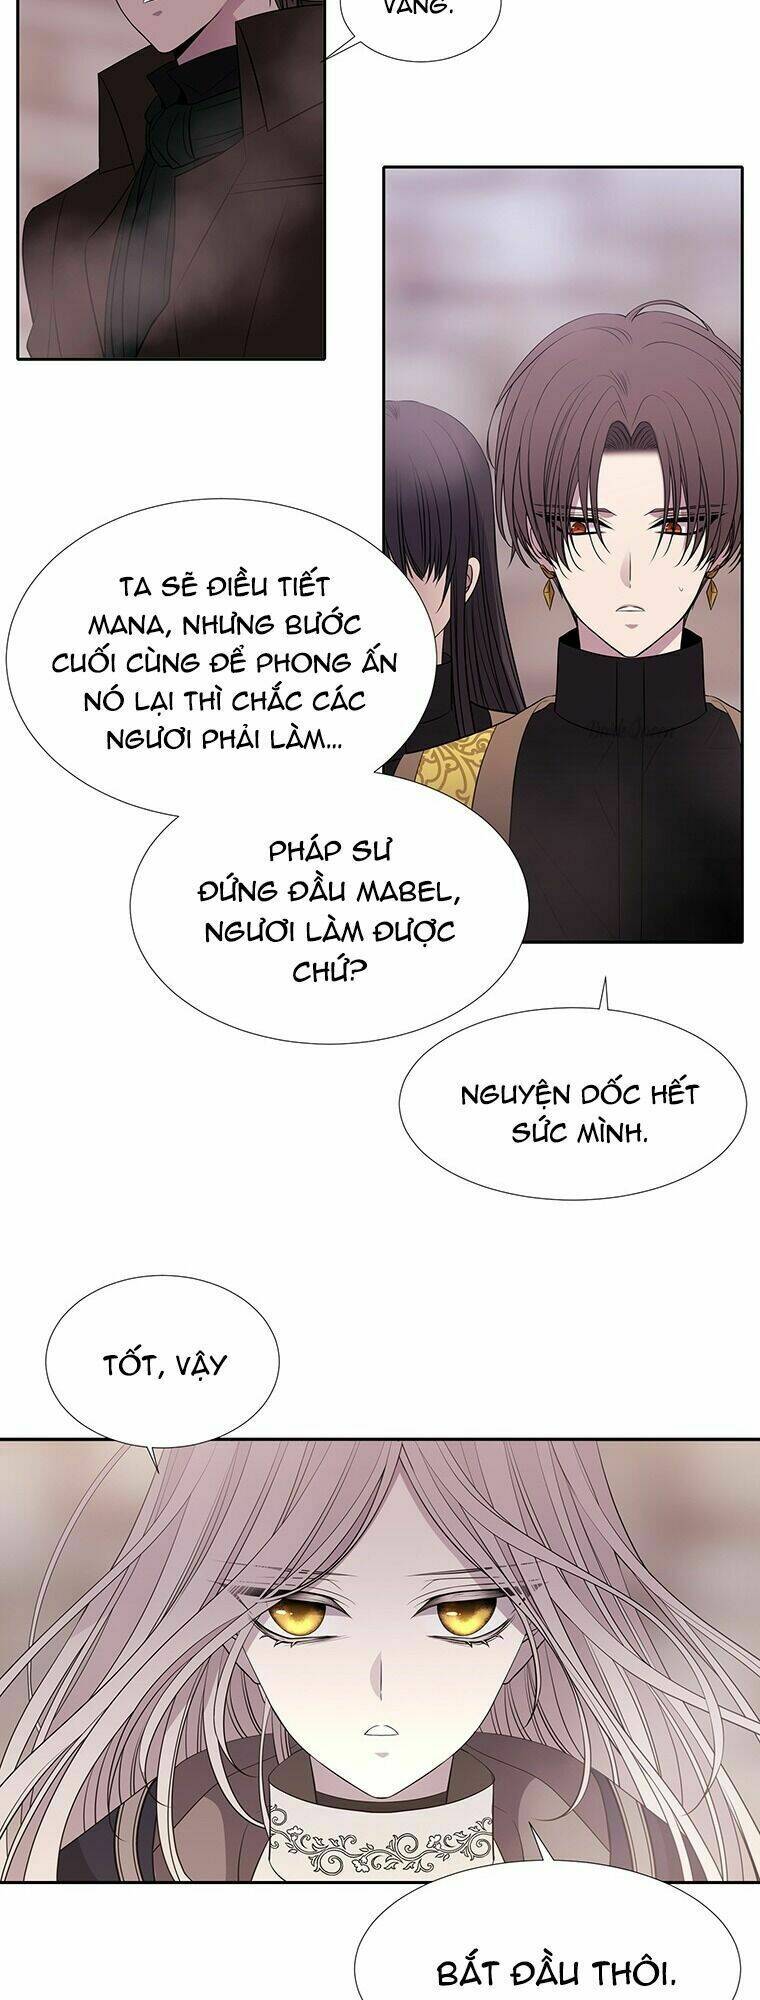 VÂNG.
TA SẼ ĐIỀU TIẾT
MANA, NHƯNG BƯỚC
CUỐI CÙNG ĐỂ PHONG ẤN
NÓ LẠI THÌ CHẮC CÁC
NGƯƠI PHẢI LÀM...
PHÁP SƯ
ĐỨNG ĐẦU MABEL,
NGƯƠI LÀM ĐƯỢC
CHỨ?
NGUYỆN DỐC HẾT
SỨC MÌNH.
TỐT, VẬY
BẮT ĐẦU THÔI.